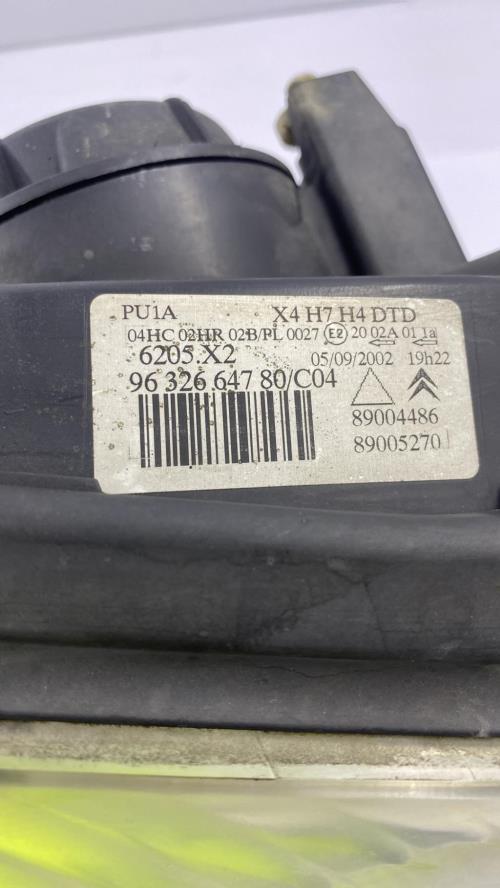 PU1A X4 H7 H4 DTD
04HC 02HR 02B/PL 0027 E2 20 02A 01 1a
6205.X2 05/09/2002 19h22
96 326 647 80/C04
89004486
89005270